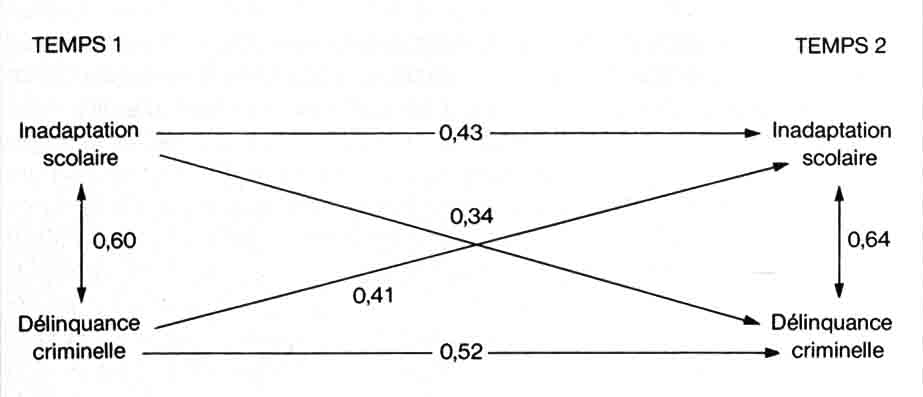 TEMPS 1
TEMPS 2
Inadaptation
scolaire
0,43
Inadaptation
scolaire
0,34
0,60
0,64
0,41
Délinquance
criminelle
0,52
Délinquance
criminelle